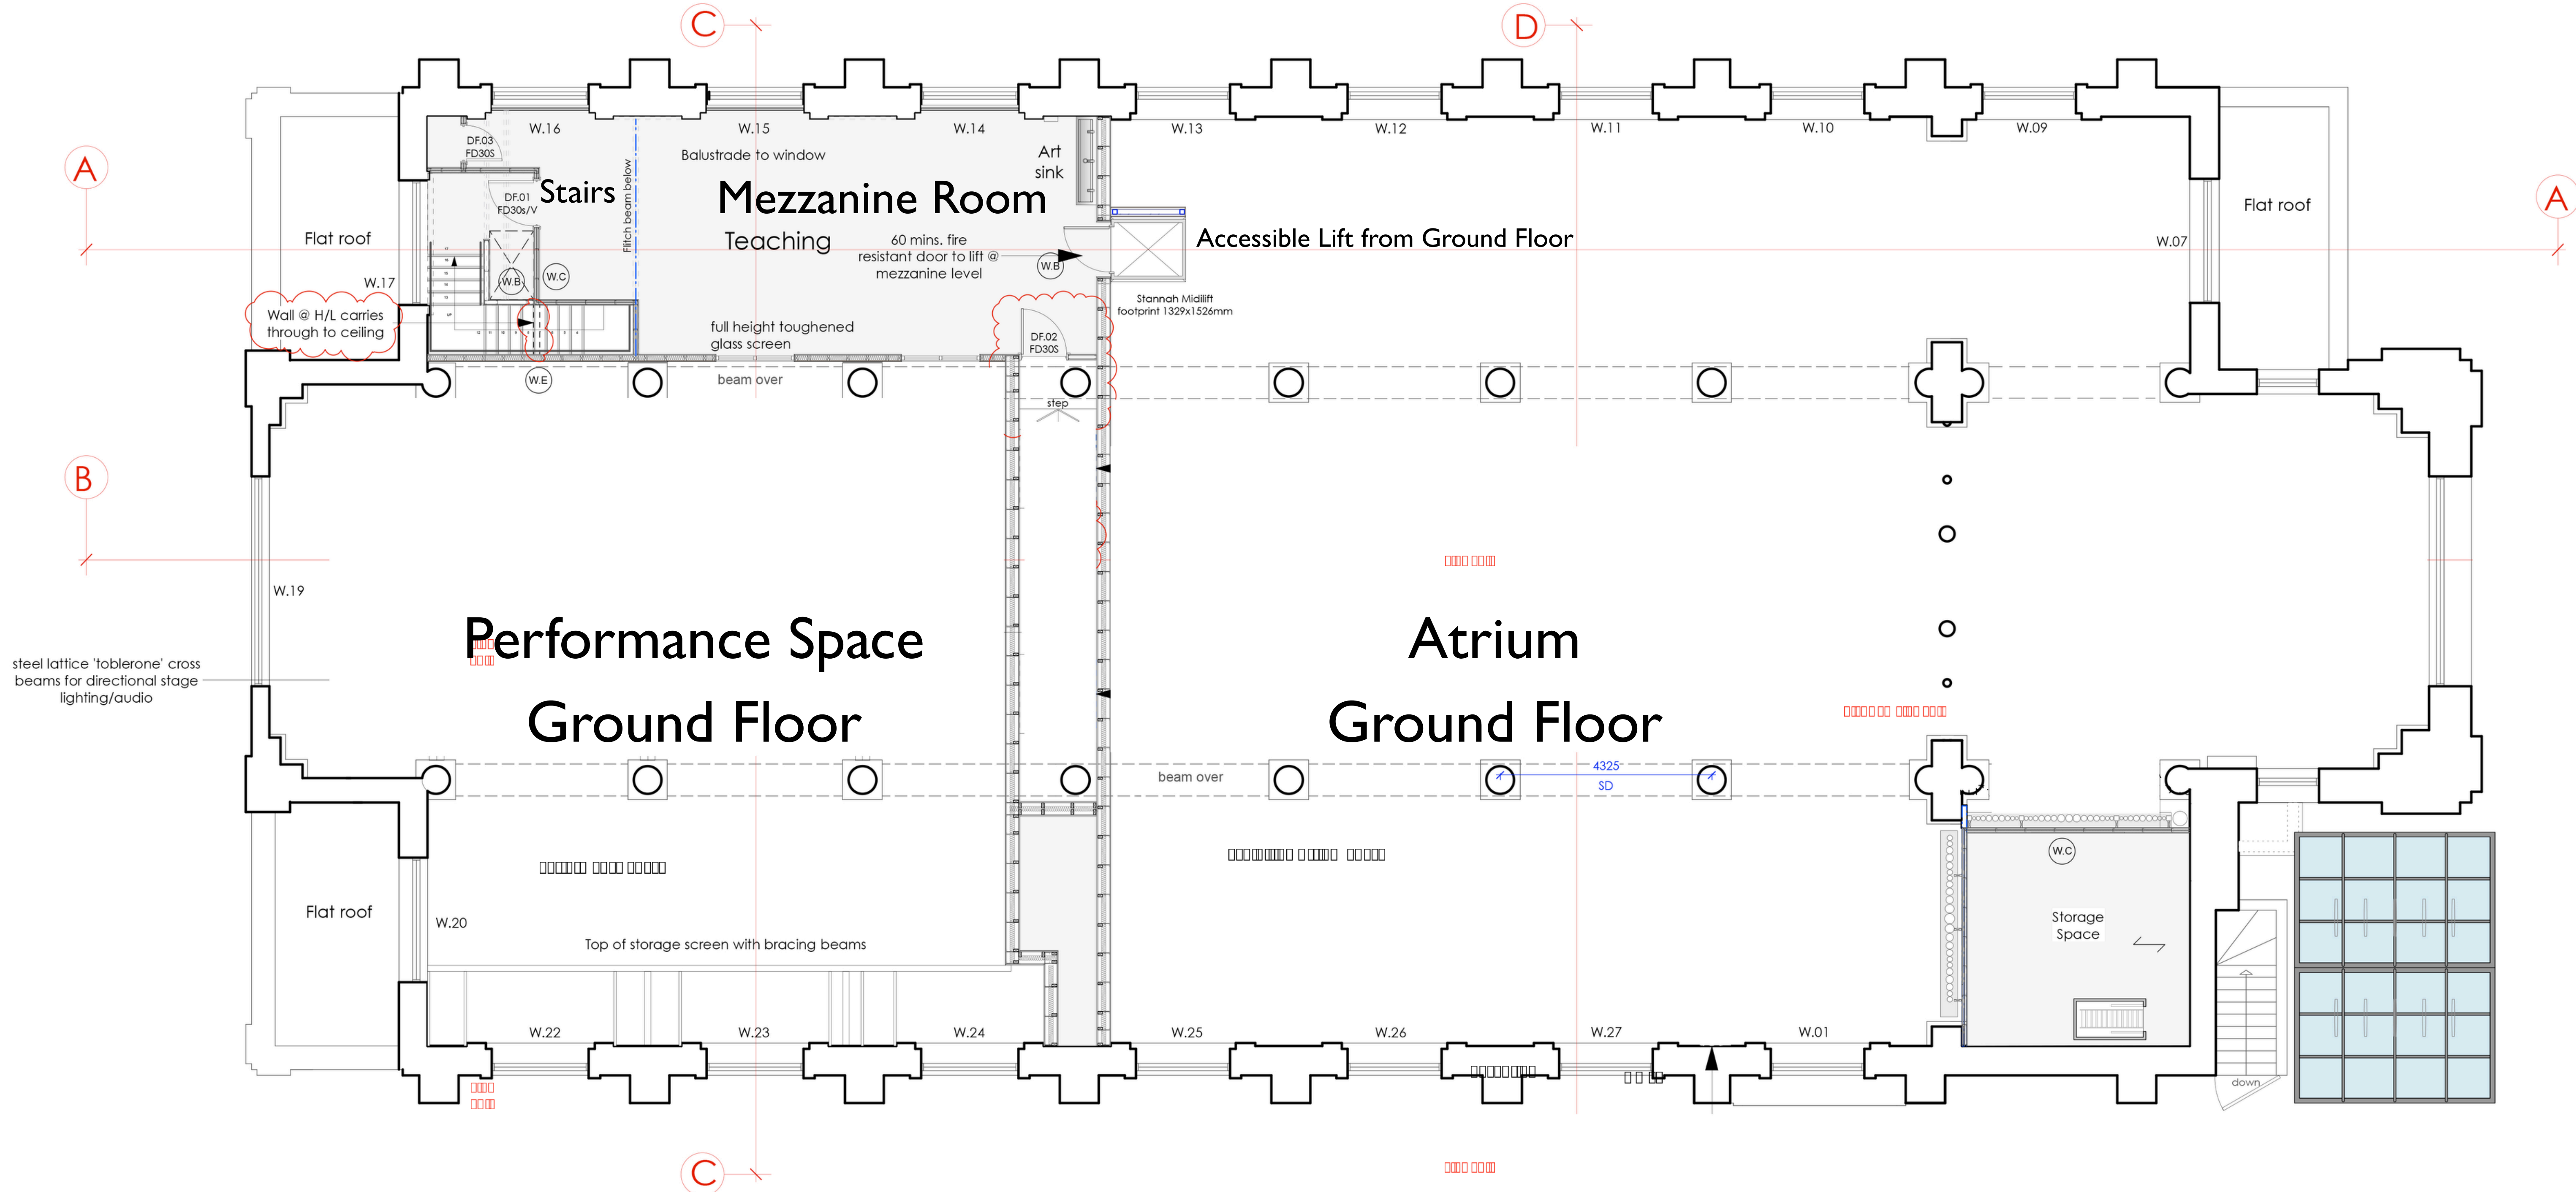 C
D
W.16
W.15
W.14
W.13
W.12
W.11
W.10
W.09
DF.03
FD30S
Balustrade to window
Art
sink
A
A
Stairs
Mezzanine Room
DF.01
FD30s/V
Flitch beam below
Flat roof
Flat roof
Teaching
60 mins. fire
resistant door to lift @
mezzanine level
Accessible Lift from Ground Floor
W.07
W.B
W.C
W.B
W.17
Wall @ H/L carries
through to ceiling
Stannah Midilift
footprint 1329x1526mm
full height toughened
glass screen
DF.02
FD30S
W.E
beam over
step
B
W.19
Performance Space
Ground Floor
Atrium
Ground Floor
steel lattice 'toblerone' cross
beams for directional stage
lighting/audio
beam over
4325
SD
W.C
Flat roof
W.20
Storage
Space
Top of storage screen with bracing beams
W.22
W.23
W.24
W.25
W.26
W.27
W.01
down
C